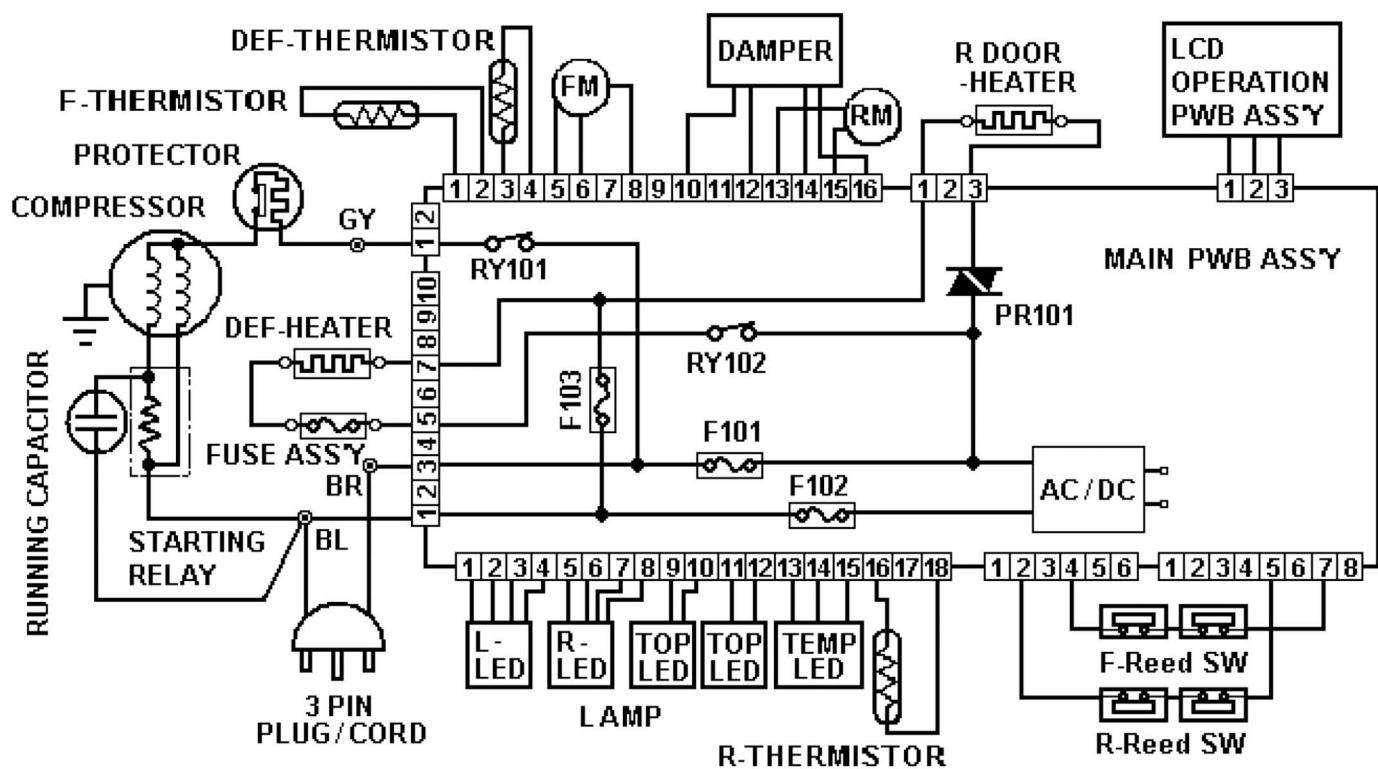 DEF-THERMISTOR
F-THERMISTOR
PROTECTOR
COMPRESSOR
GY
FM
DAMPER
RM
R DOOR
-HEATER
LCD
OPERATION
PWB ASS'Y
1 2 3 4 5 6 7 8 9 10 11 12 13 14 15 16
1 2 3
1 2 3
2
1
RY101
MAIN PWB ASS'Y
PR101
10
9
8
7
6
5
4
3
2
1
DEF-HEATER
RY102
F103
FUSE ASS'Y
F101
BR
F102
AC/DC
BL
STARTING
RELAY
RUNNING CAPACITOR
1 2 3 4 5 6 7 8 9 10 11 12 13 14 15 16 17 18
1 2 3 4 5 6
1 2 3 4 5 6 7 8
L-
LED
R-
LED
TOP
LED
TOP
LED
TEMP
LED
F-Reed SW
3 PIN
PLUG/CORD
LAMP
R-THERMISTOR
R-Reed SW